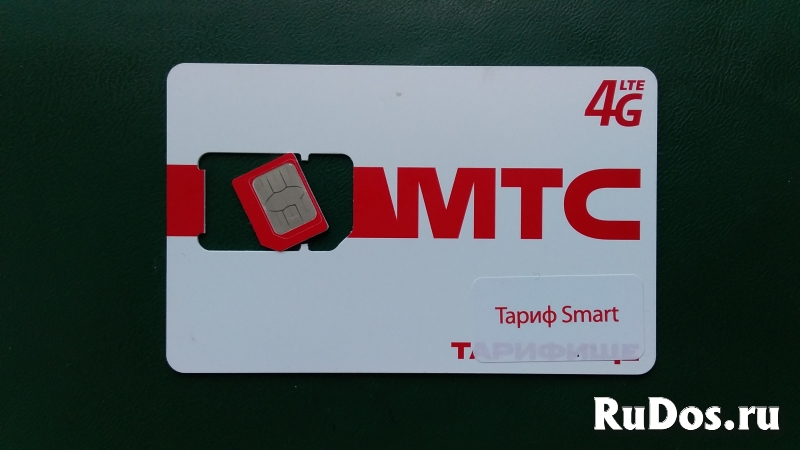 4G LTE
МТС
Тариф Smart
ТАРИФИЩЕ
RuDos.ru